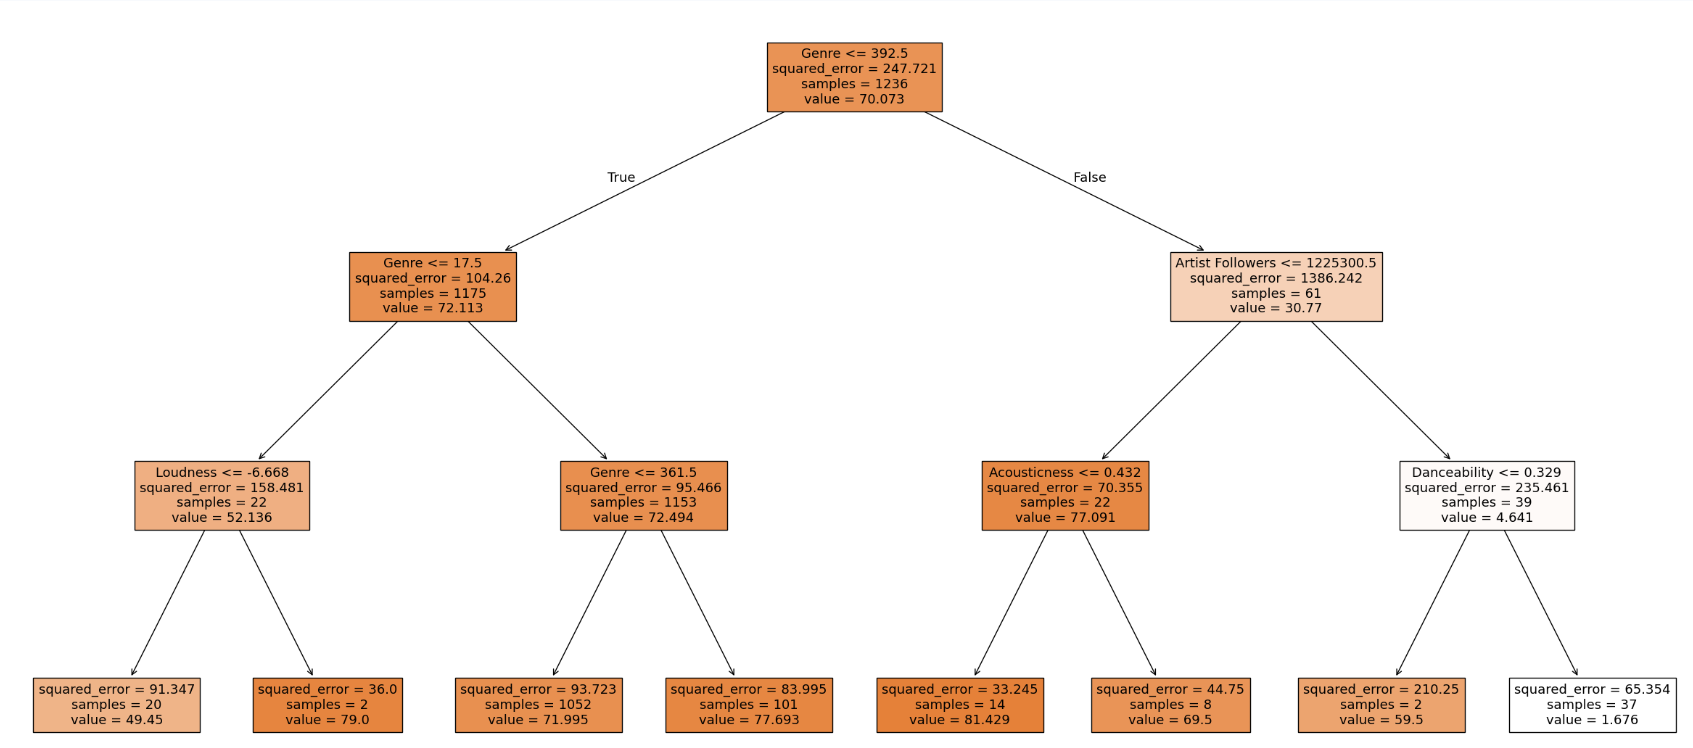 Genre <= 392.5
squared_error = 247.721
samples = 1236
value = 70.073
True
False
Genre <= 17.5
squared_error = 104.26
samples = 1175
value = 72.113
Artist Followers <= 1225300.5
squared_error = 1386.242
samples = 61
value = 30.77
Loudness <= -6.668
squared_error = 158.481
samples = 22
value = 52.136
Genre <= 361.5
squared_error = 95.466
samples = 1153
value = 72.494
Acousticness <= 0.432
squared_error = 70.355
samples = 22
value = 77.091
Danceability <= 0.329
squared_error = 235.461
samples = 39
value = 4.641
squared_error = 91.347
samples = 20
value = 49.45
squared_error = 36.0
samples = 2
value = 79.0
squared_error = 93.723
samples = 1052
value = 71.995
squared_error = 83.995
samples = 101
value = 77.693
squared_error = 33.245
samples = 14
value = 81.429
squared_error = 44.75
samples = 8
value = 69.5
squared_error = 210.25
samples = 2
value = 59.5
squared_error = 65.354
samples = 37
value = 1.676